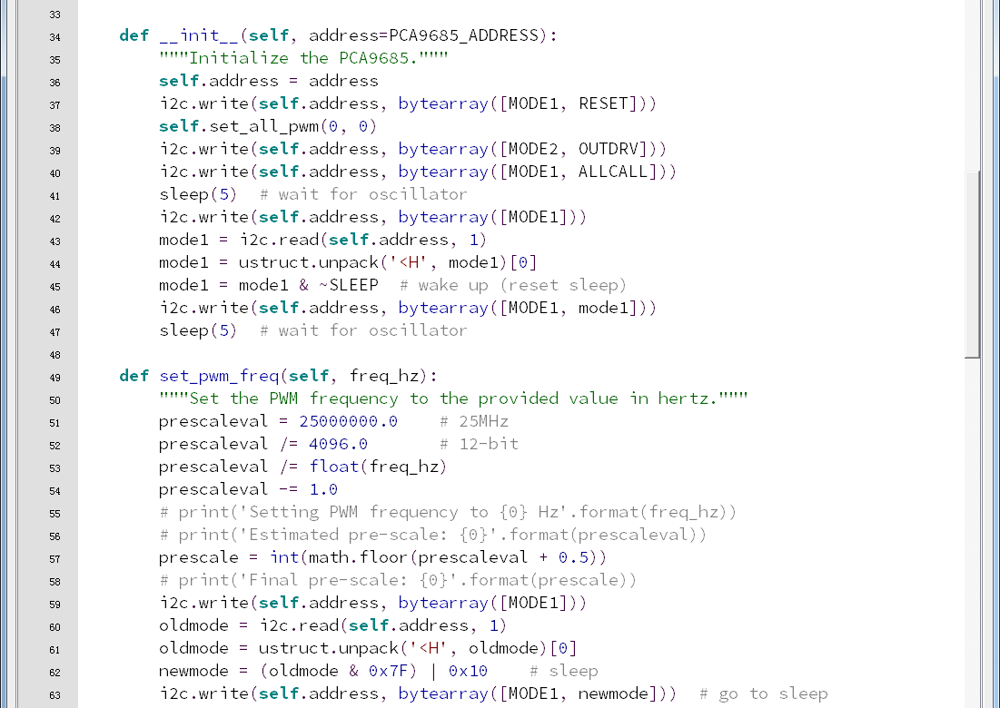 33
34 def __init__(self, address=PCA9685_ADDRESS):
35 """Initialize the PCA9685."""
36 self.address = address
37 i2c.write(self.address, bytearray([MODE1, RESET]))
38 self.set_all_pwm(0, 0)
39 i2c.write(self.address, bytearray([MODE2, OUTDRV]))
40 i2c.write(self.address, bytearray([MODE1, ALLCALL]))
41 sleep(5)  # wait for oscillator
42 i2c.write(self.address, bytearray([MODE1]))
43 mode1 = i2c.read(self.address, 1)
44 mode1 = ustruct.unpack('<H', mode1)[0]
45 mode1 = mode1 & ~SLEEP  # wake up (reset sleep)
46 i2c.write(self.address, bytearray([MODE1, mode1]))
47 sleep(5)  # wait for oscillator
48
49 def set_pwm_freq(self, freq_hz):
50 """Set the PWM frequency to the provided value in hertz."""
51 prescaleval = 25000000.0    # 25MHz
52 prescaleval /= 4096.0       # 12-bit
53 prescaleval /= float(freq_hz)
54 prescaleval -= 1.0
55 # print('Setting PWM frequency to {0} Hz'.format(freq_hz))
56 # print('Estimated pre-scale: {0}'.format(prescaleval))
57 prescale = int(math.floor(prescaleval + 0.5))
58 # print('Final pre-scale: {0}'.format(prescale))
59 i2c.write(self.address, bytearray([MODE1]))
60 oldmode = i2c.read(self.address, 1)
61 oldmode = ustruct.unpack('<H', oldmode)[0]
62 newmode = (oldmode & 0x7F) | 0x10    # sleep
63 i2c.write(self.address, bytearray([MODE1, newmode]))  # go to sleep